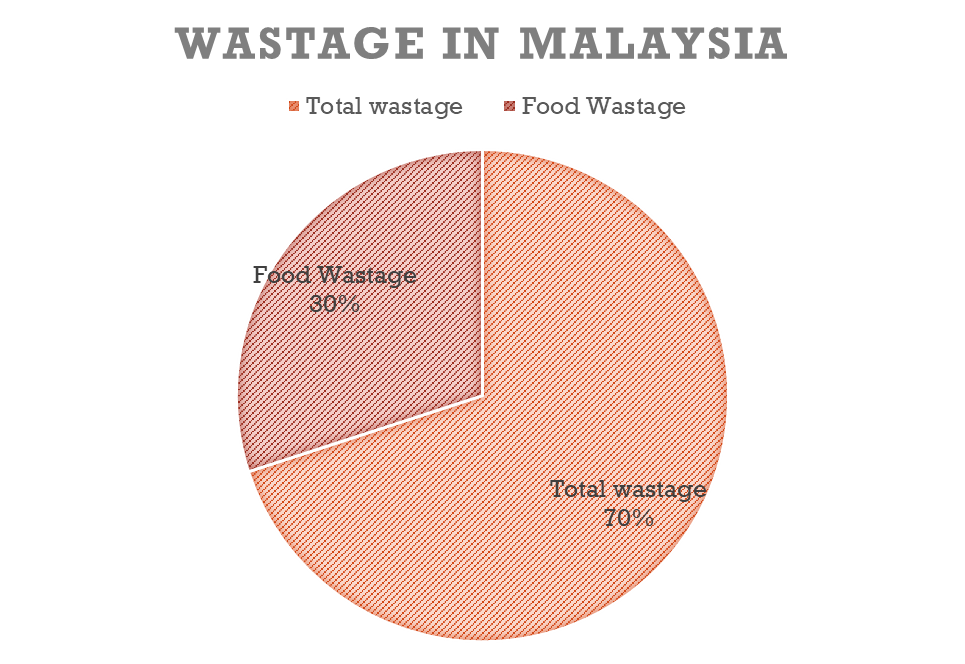 WASTAGE IN MALAYSIA
Total wastage Food Wastage
Food Wastage
30%
Total wastage
70%